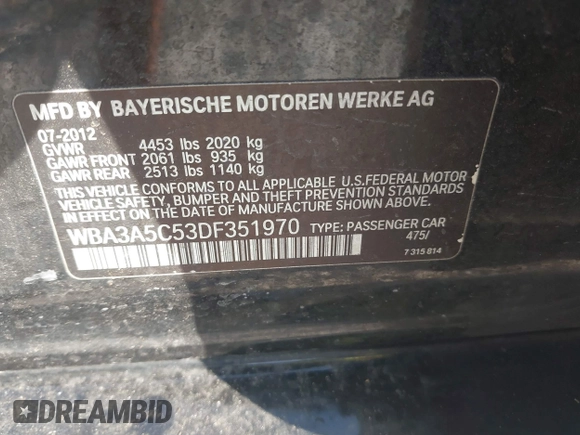 MFD BY BAYERISCHE MOTOREN WERKE AG
07-2012
GVWR 4453 lbs 2020 kg
GAWR FRONT 2061 lbs 935 kg
GAWR REAR 2513 lbs 1140 kg
THIS VEHICLE CONFORMS TO ALL APPLICABLE U.S.FEDERAL MOTOR
VEHICLE SAFETY, BUMPER AND THEFT PREVENTION STANDARDS
IN EFFECT ON THE DATE OF MANUFACTURE SHOWN ABOVE.
WBA3A5C53DF351970 TYPE: PASSENGER CAR
475/
7 315 814
DREAMBID